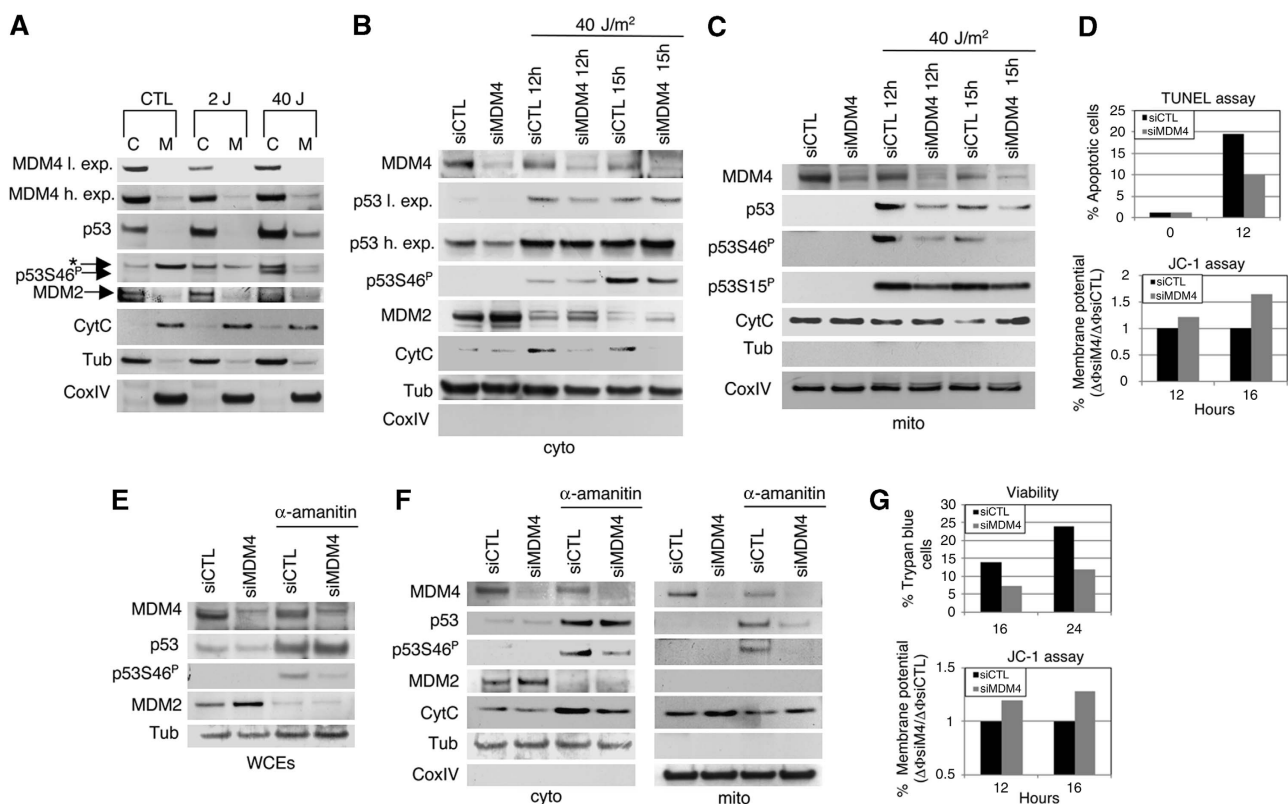 A
CTL 2 J 40 J
C M C M C M
MDM4 l. exp.
MDM4 h. exp.
p53
*
p53S46ᴾ
MDM2
CytC
Tub
CoxIV
B
40 J/m²
siCTL siMDM4 siCTL 12h siMDM4 12h siCTL 15h siMDM4 15h
MDM4
p53 l. exp.
p53 h. exp.
p53S46ᴾ
MDM2
CytC
Tub
CoxIV
cyto
C
40 J/m²
siCTL siMDM4 siCTL 12h siMDM4 12h siCTL 15h siMDM4 15h
MDM4
p53
p53S46ᴾ
p53S15ᴾ
CytC
Tub
CoxIV
mito
D
TUNEL assay
% Apoptotic cells
25
20
15
10
5
0
siCTL
siMDM4
0 12
JC-1 assay
% Membrane potential
(ΔΦsiM4/ΔΦsiCTL)
2
1.5
1
0.5
0
siCTL
siMDM4
12 16
Hours
E
α-amanitin
siCTL siMDM4 siCTL siMDM4
MDM4
p53
p53S46ᴾ
MDM2
Tub
WCEs
F
α-amanitin α-amanitin
siCTL siMDM4 siCTL siMDM4 siCTL siMDM4 siCTL siMDM4
MDM4
p53
p53S46ᴾ
MDM2
CytC
Tub
CoxIV
cyto mito
G
Viability
% Trypan blue
cells
30
25
20
15
10
5
0
siCTL
siMDM4
16 24
JC-1 assay
% Membrane potential
(ΔΦsiM4/ΔΦsiCTL)
1.5
1
0.5
siCTL
siMDM4
12 16
Hours